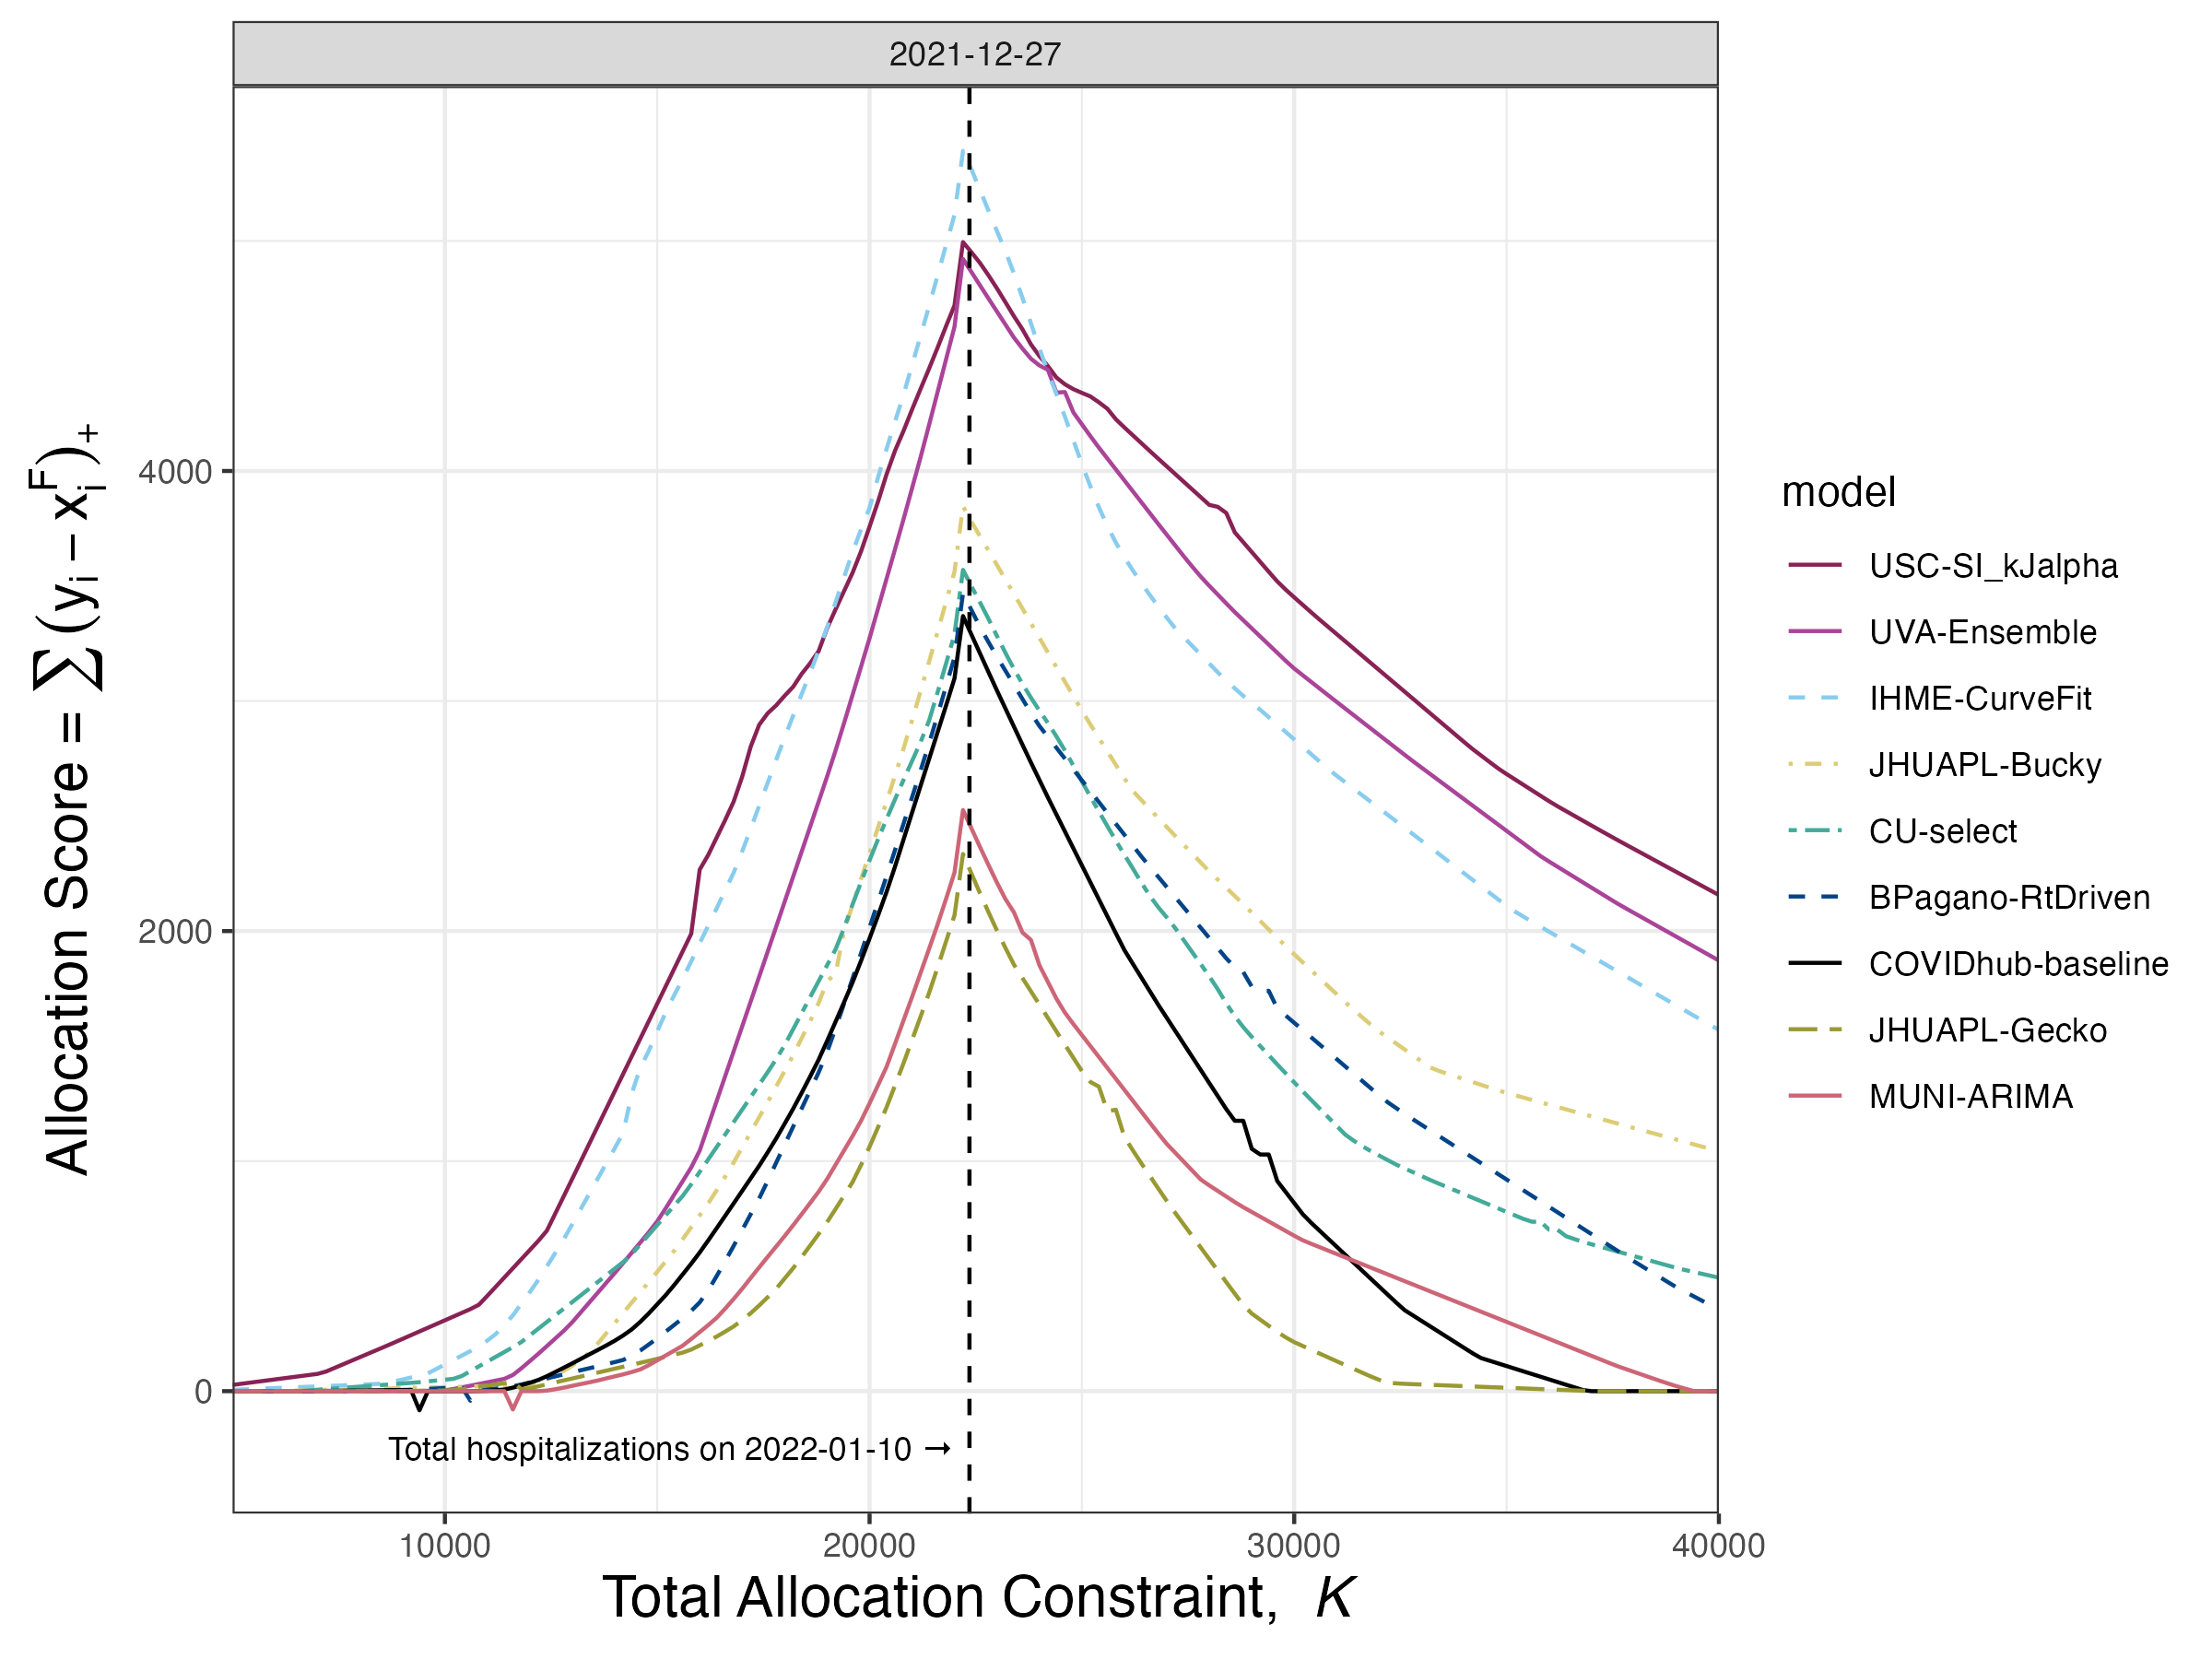 2021-12-27
Allocation Score = ∑ (yᵢ − xᵢᶠ)₊
4000
2000
0
Total hospitalizations on 2022-01-10 →
10000 20000 30000 40000
Total Allocation Constraint, K
model
USC-SI_kJalpha
UVA-Ensemble
IHME-CurveFit
JHUAPL-Bucky
CU-select
BPagano-RtDriven
COVIDhub-baseline
JHUAPL-Gecko
MUNI-ARIMA